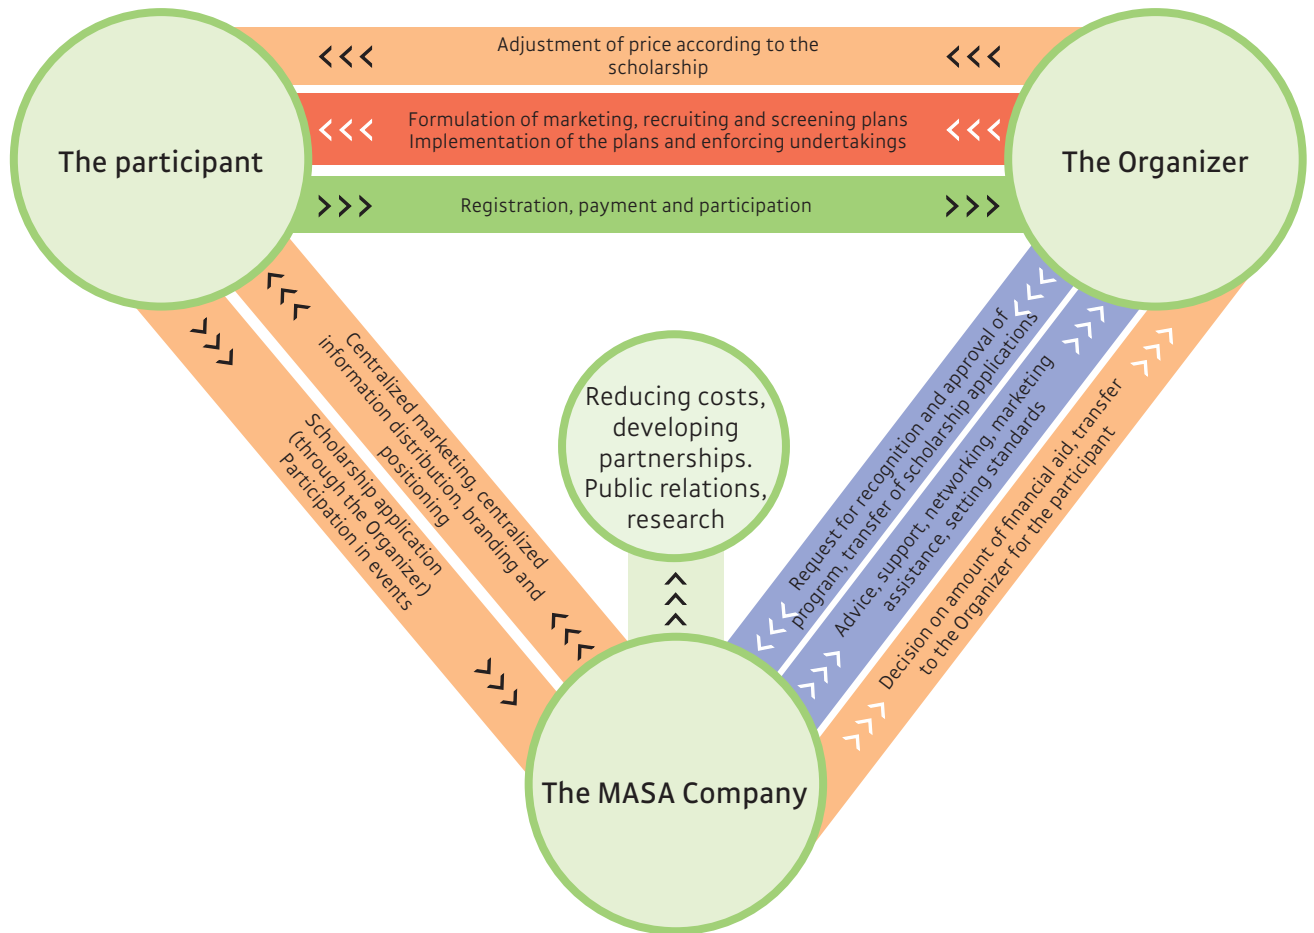 Adjustment of price according to the
scholarship
Formulation of marketing, recruiting and screening plans
Implementation of the plans and enforcing undertakings
Registration, payment and participation
The participant
The Organizer
Centralized marketing, centralized
information distribution, branding and
positioning
Scholarship application
(through the Organizer)
Participation in events
Reducing costs,
developing
partnerships.
Public relations,
research
Request for recognition and approval of
program, transfer of scholarship applications
Advice, support, networking, marketing
assistance, setting standards
Decision on amount of financial aid, transfer
to the Organizer for the participant
The MASA Company